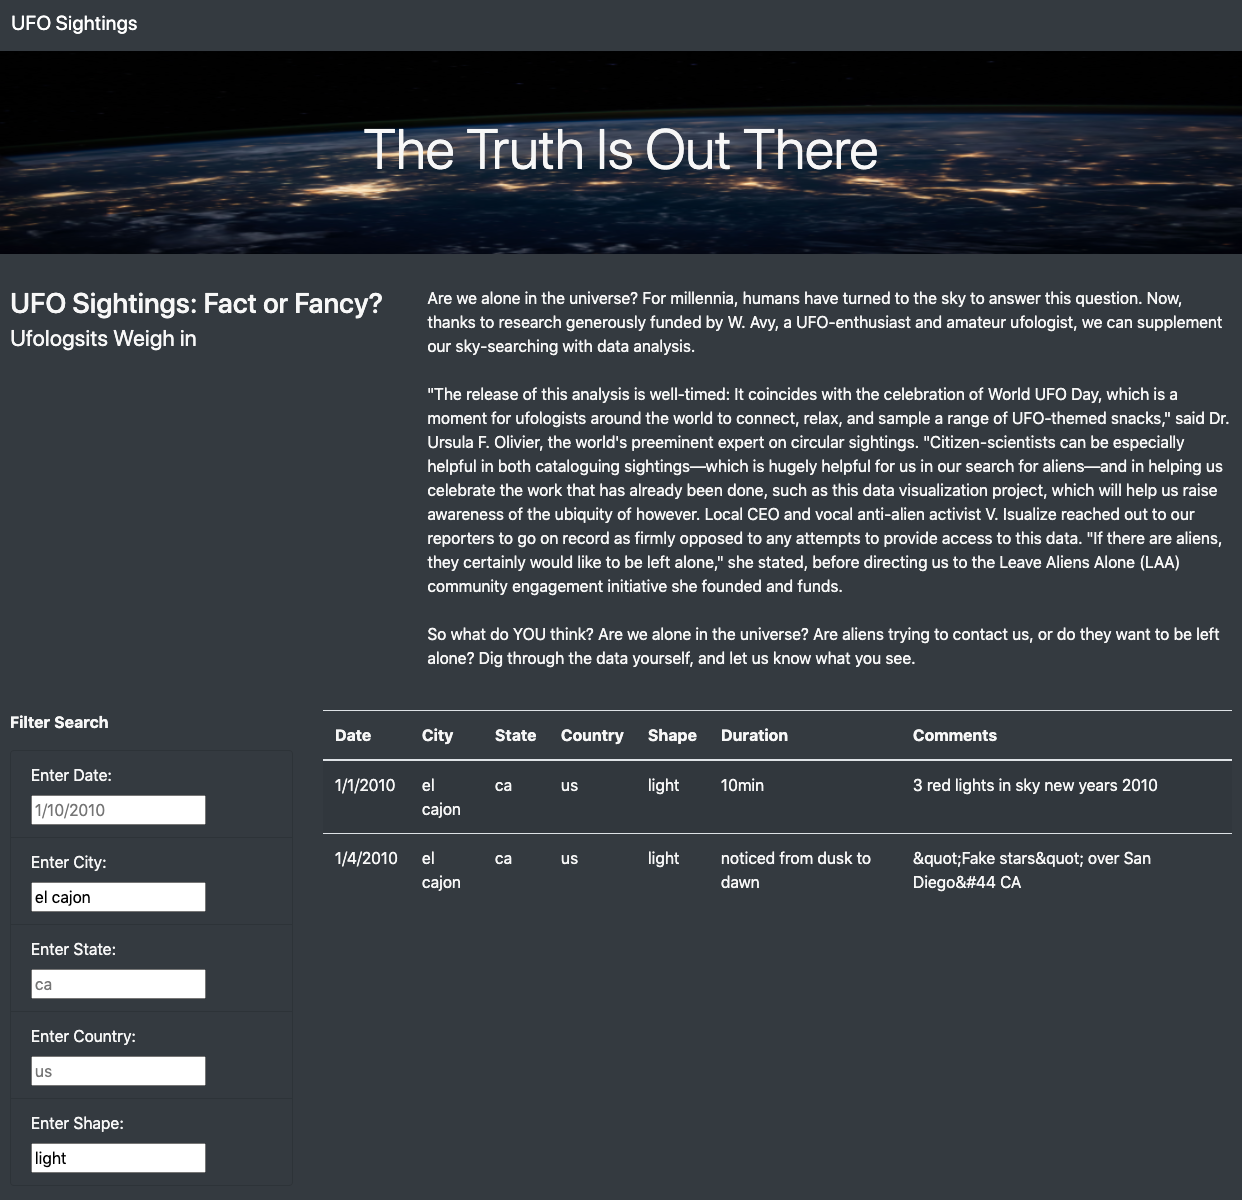 UFO Sightings
The Truth Is Out There
UFO Sightings: Fact or Fancy?
Ufologsits Weigh in
Are we alone in the universe? For millennia, humans have turned to the sky to answer this question. Now,
thanks to research generously funded by W. Avy, a UFO-enthusiast and amateur ufologist, we can supplement
our sky-searching with data analysis.
"The release of this analysis is well-timed: It coincides with the celebration of World UFO Day, which is a
moment for ufologists around the world to connect, relax, and sample a range of UFO-themed snacks," said Dr.
Ursula F. Olivier, the world's preeminent expert on circular sightings. "Citizen-scientists can be especially
helpful in both cataloguing sightings—which is hugely helpful for us in our search for aliens—and in helping us
celebrate the work that has already been done, such as this data visualization project, which will help us raise
awareness of the ubiquity of however. Local CEO and vocal anti-alien activist V. Isualize reached out to our
reporters to go on record as firmly opposed to any attempts to provide access to this data. "If there are aliens,
they certainly would like to be left alone," she stated, before directing us to the Leave Aliens Alone (LAA)
community engagement initiative she founded and funds.
So what do YOU think? Are we alone in the universe? Are aliens trying to contact us, or do they want to be left
alone? Dig through the data yourself, and let us know what you see.
Filter Search
Enter Date:
1/10/2010
Enter City:
el cajon
Enter State:
ca
Enter Country:
us
Enter Shape:
light
Date City State Country Shape Duration Comments
1/1/2010 el ca us light 10min 3 red lights in sky new years 2010
cajon
1/4/2010 el ca us light noticed from dusk to &quot;Fake stars&quot; over San
cajon dawn Diego&#44 CA